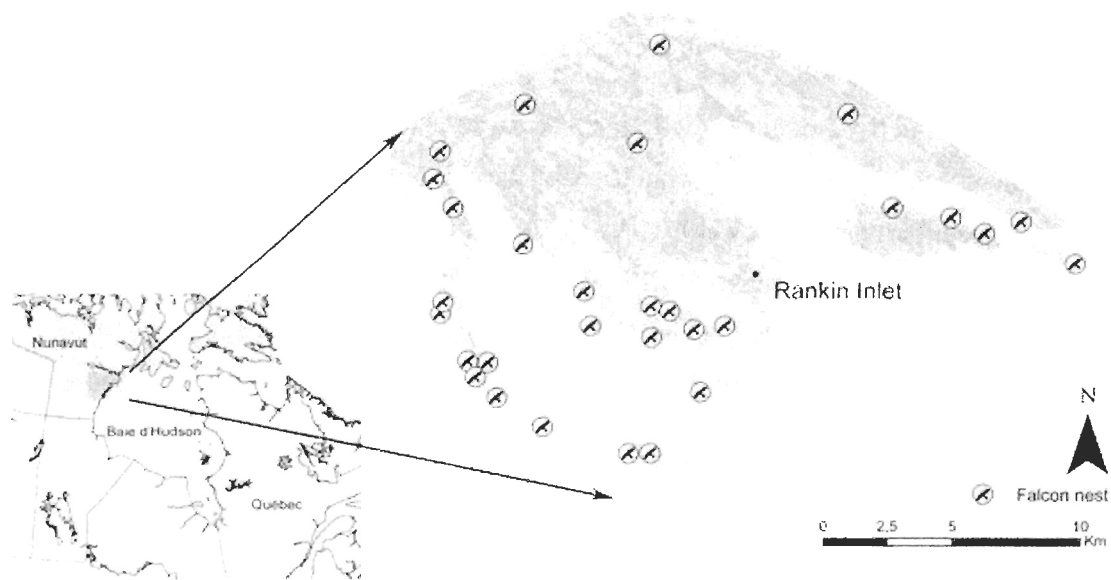 Rankin Inlet
Nunavut
Baie d'Hudson
Québec
N
Falcon nest
0 2,5 5 10
Km